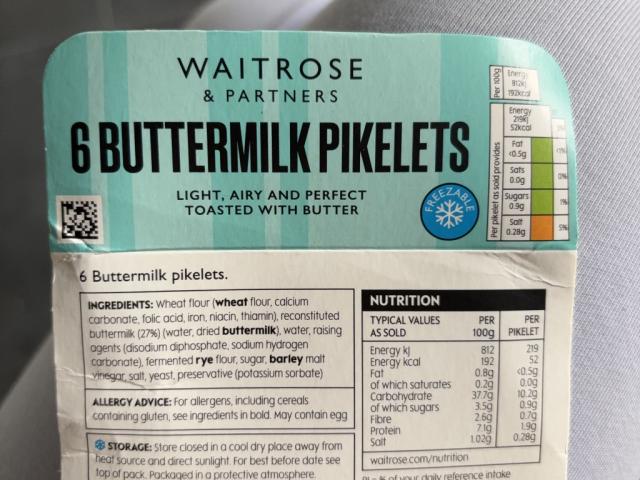 WAITROSE
& PARTNERS
6 BUTTERMILK PIKELETS
LIGHT, AIRY AND PERFECT
TOASTED WITH BUTTER
FREEZABLE
Per 100g
Energy
812kJ
192kcal
Per pikelet as sold provides
Energy
219kJ
52kcal
3%
Fat
<0.5g
<1%
Sats
0.0g
0%
Sugars
0.9g
1%
Salt
0.28g
5%
6 Buttermilk pikelets.
INGREDIENTS: Wheat flour (wheat flour, calcium
carbonate, folic acid, iron, niacin, thiamin), reconstituted
buttermilk (27%) (water, dried buttermilk), water, raising
agents (disodium diphosphate, sodium hydrogen
carbonate), fermented rye flour, sugar, barley malt
vinegar, salt, yeast, preservative (potassium sorbate)
ALLERGY ADVICE: For allergens, including cereals
containing gluten, see ingredients in bold. May contain egg
STORAGE: Store closed in a cool dry place away from
heat source and direct sunlight. For best before date see
top of pack. Packaged in a protective atmosphere.
NUTRITION
TYPICAL VALUES AS SOLD PER 100g PER PIKELET
Energy kJ 812 219
Energy kcal 192 52
Fat 0.8g <0.5g
of which saturates 0.2g 0.0g
Carbohydrate 37.7g 10.2g
of which sugars 3.5g 0.9g
Fibre 2.6g 0.7g
Protein 7.1g 1.9g
Salt 1.02g 0.28g
waitrose.com/nutrition
% of your daily reference intake